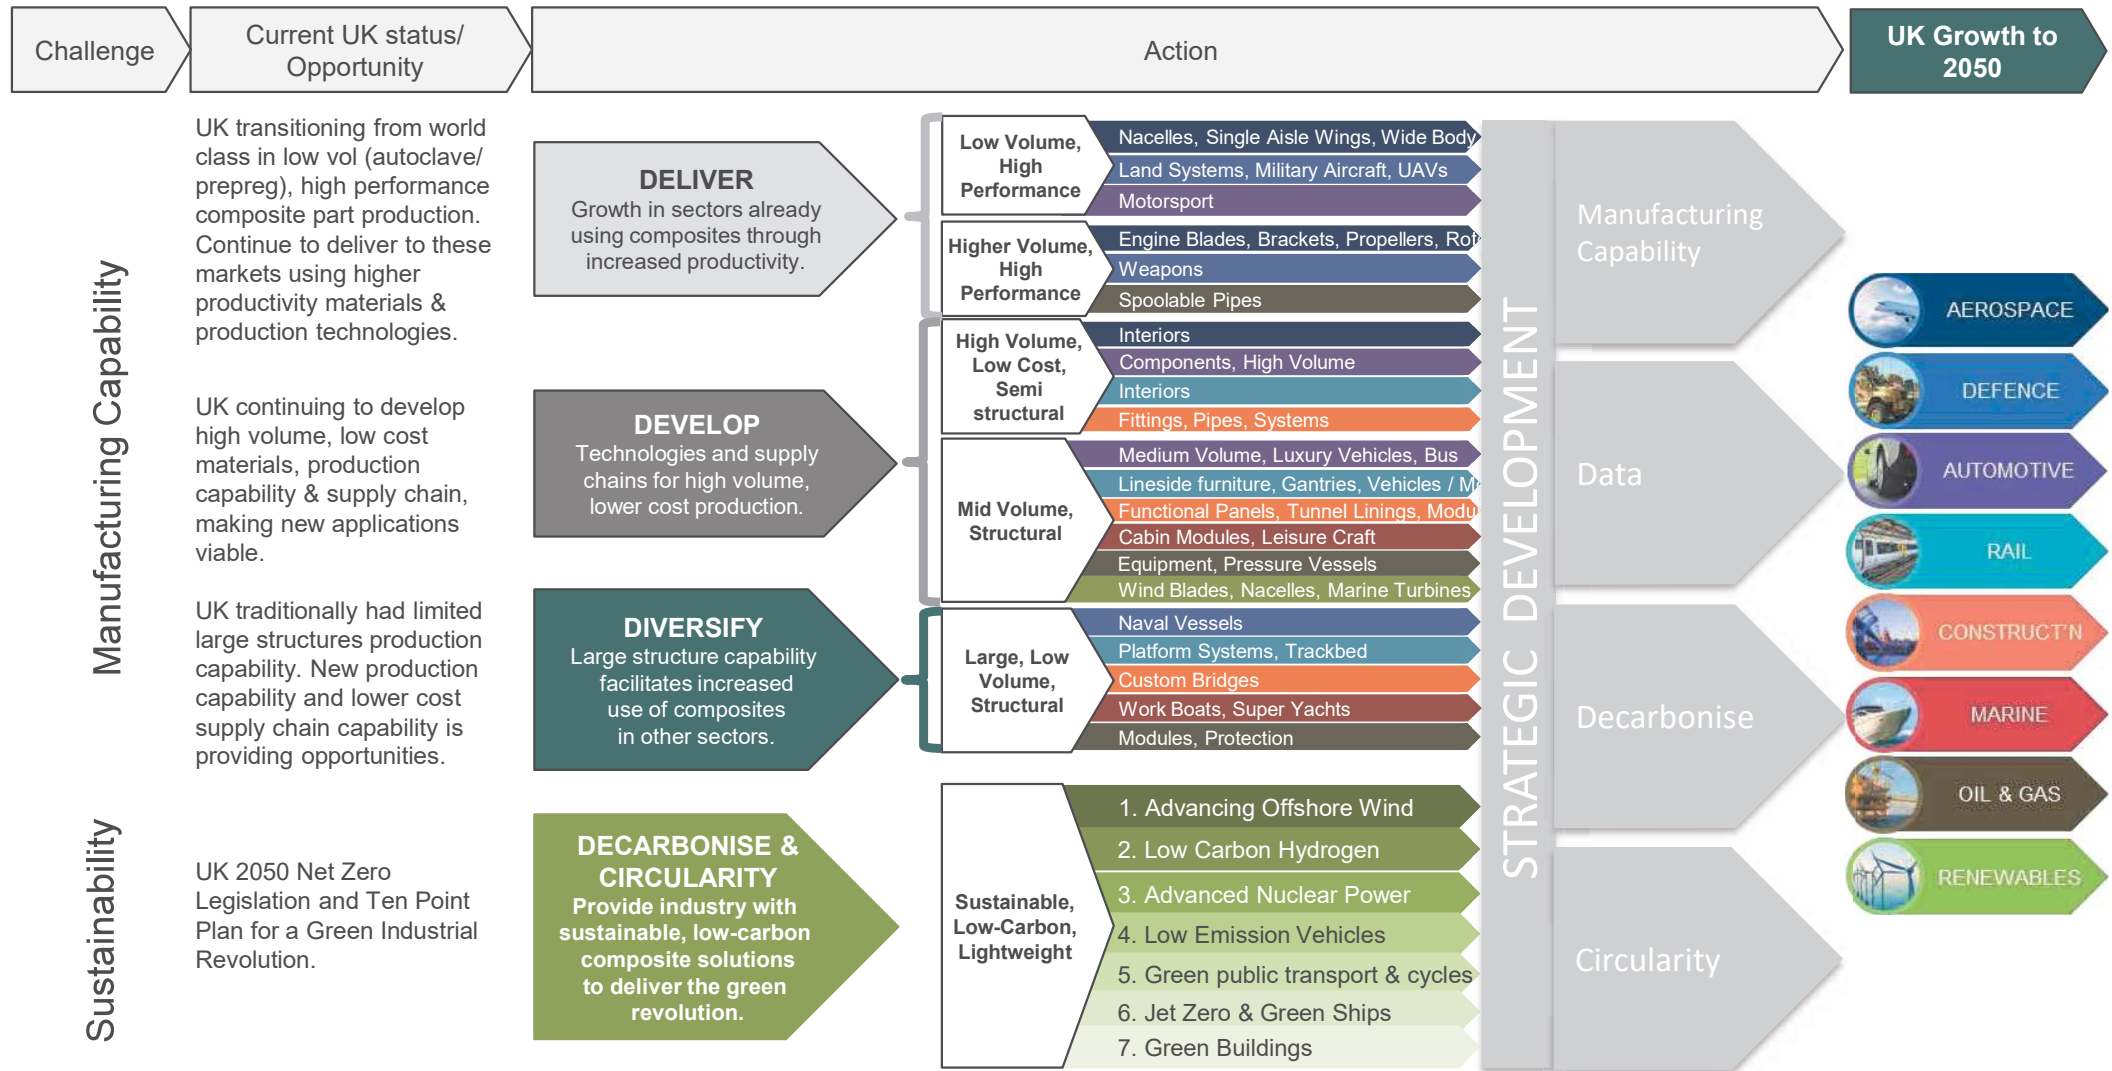 Challenge
Current UK status/
Opportunity
Action
UK Growth to
2050
Manufacturing Capability
UK transitioning from world
class in low vol (autoclave/
prepreg), high performance
composite part production.
Continue to deliver to these
markets using higher
productivity materials &
production technologies.
UK continuing to develop
high volume, low cost
materials, production
capability & supply chain,
making new applications
viable.
UK traditionally had limited
large structures production
capability. New production
capability and lower cost
supply chain capability is
providing opportunities.
DELIVER
Growth in sectors already
using composites through
increased productivity.
DEVELOP
Technologies and supply
chains for high volume,
lower cost production.
DIVERSIFY
Large structure capability
facilitates increased
use of composites
in other sectors.
Low Volume,
High
Performance
Nacelles, Single Aisle Wings, Wide Body
Land Systems, Military Aircraft, UAVs
Motorsport
Higher Volume,
High
Performance
Engine Blades, Brackets, Propellers, Rot
Weapons
Spoolable Pipes
High Volume,
Low Cost,
Semi
structural
Interiors
Components, High Volume
Interiors
Fittings, Pipes, Systems
Mid Volume,
Structural
Medium Volume, Luxury Vehicles, Bus
Lineside furniture, Gantries, Vehicles / M
Functional Panels, Tunnel Linings, Modu
Cabin Modules, Leisure Craft
Equipment, Pressure Vessels
Wind Blades, Nacelles, Marine Turbines
Large, Low
Volume,
Structural
Naval Vessels
Platform Systems, Trackbed
Custom Bridges
Work Boats, Super Yachts
Modules, Protection
Sustainability
UK 2050 Net Zero
Legislation and Ten Point
Plan for a Green Industrial
Revolution.
DECARBONISE &
CIRCULARITY
Provide industry with
sustainable, low-carbon
composite solutions
to deliver the green
revolution.
Sustainable,
Low-Carbon,
Lightweight
1. Advancing Offshore Wind
2. Low Carbon Hydrogen
3. Advanced Nuclear Power
4. Low Emission Vehicles
5. Green public transport & cycles
6. Jet Zero & Green Ships
7. Green Buildings
STRATEGIC DEVELOPMENT
Manufacturing
Capability
Data
Decarbonise
Circularity
AEROSPACE
DEFENCE
AUTOMOTIVE
RAIL
CONSTRUCT'N
MARINE
OIL & GAS
RENEWABLES